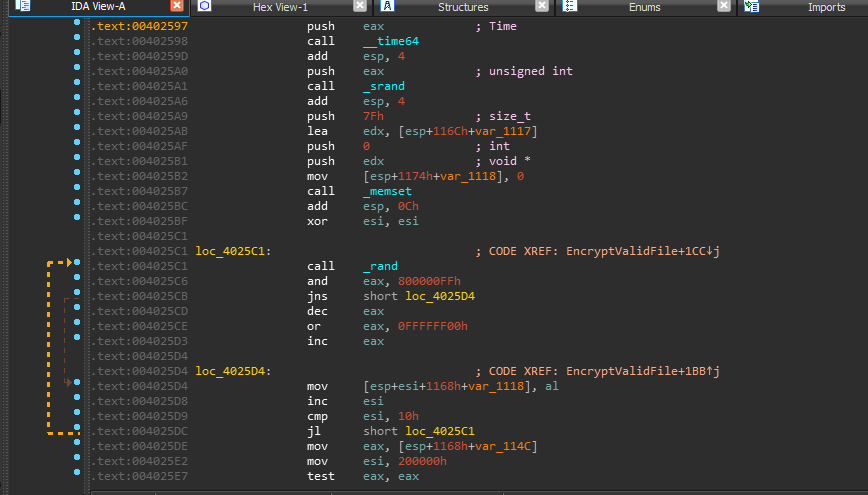 IDA View-A Hex View-1 Structures Enums Imports
.text:00402597 push eax ; Time
.text:00402598 call __time64
.text:0040259D add esp, 4
.text:004025A0 push eax ; unsigned int
.text:004025A1 call _srand
.text:004025A6 add esp, 4
.text:004025A9 push 7Fh ; size_t
.text:004025AB lea edx, [esp+116Ch+var_1117]
.text:004025AF push 0 ; int
.text:004025B1 push edx ; void *
.text:004025B2 mov [esp+1174h+var_1118], 0
.text:004025B7 call _memset
.text:004025BC add esp, 0Ch
.text:004025BF xor esi, esi
.text:004025C1
.text:004025C1 loc_4025C1: ; CODE XREF: EncryptValidFile+1CC↓j
.text:004025C1 call _rand
.text:004025C6 and eax, 800000FFh
.text:004025CB jns short loc_4025D4
.text:004025CD dec eax
.text:004025CE or eax, 0FFFFFF00h
.text:004025D3 inc eax
.text:004025D4
.text:004025D4 loc_4025D4: ; CODE XREF: EncryptValidFile+1BB↑j
.text:004025D4 mov [esp+esi+1168h+var_1118], al
.text:004025D8 inc esi
.text:004025D9 cmp esi, 10h
.text:004025DC jl short loc_4025C1
.text:004025DE mov eax, [esp+1168h+var_114C]
.text:004025E2 mov esi, 200000h
.text:004025E7 test eax, eax